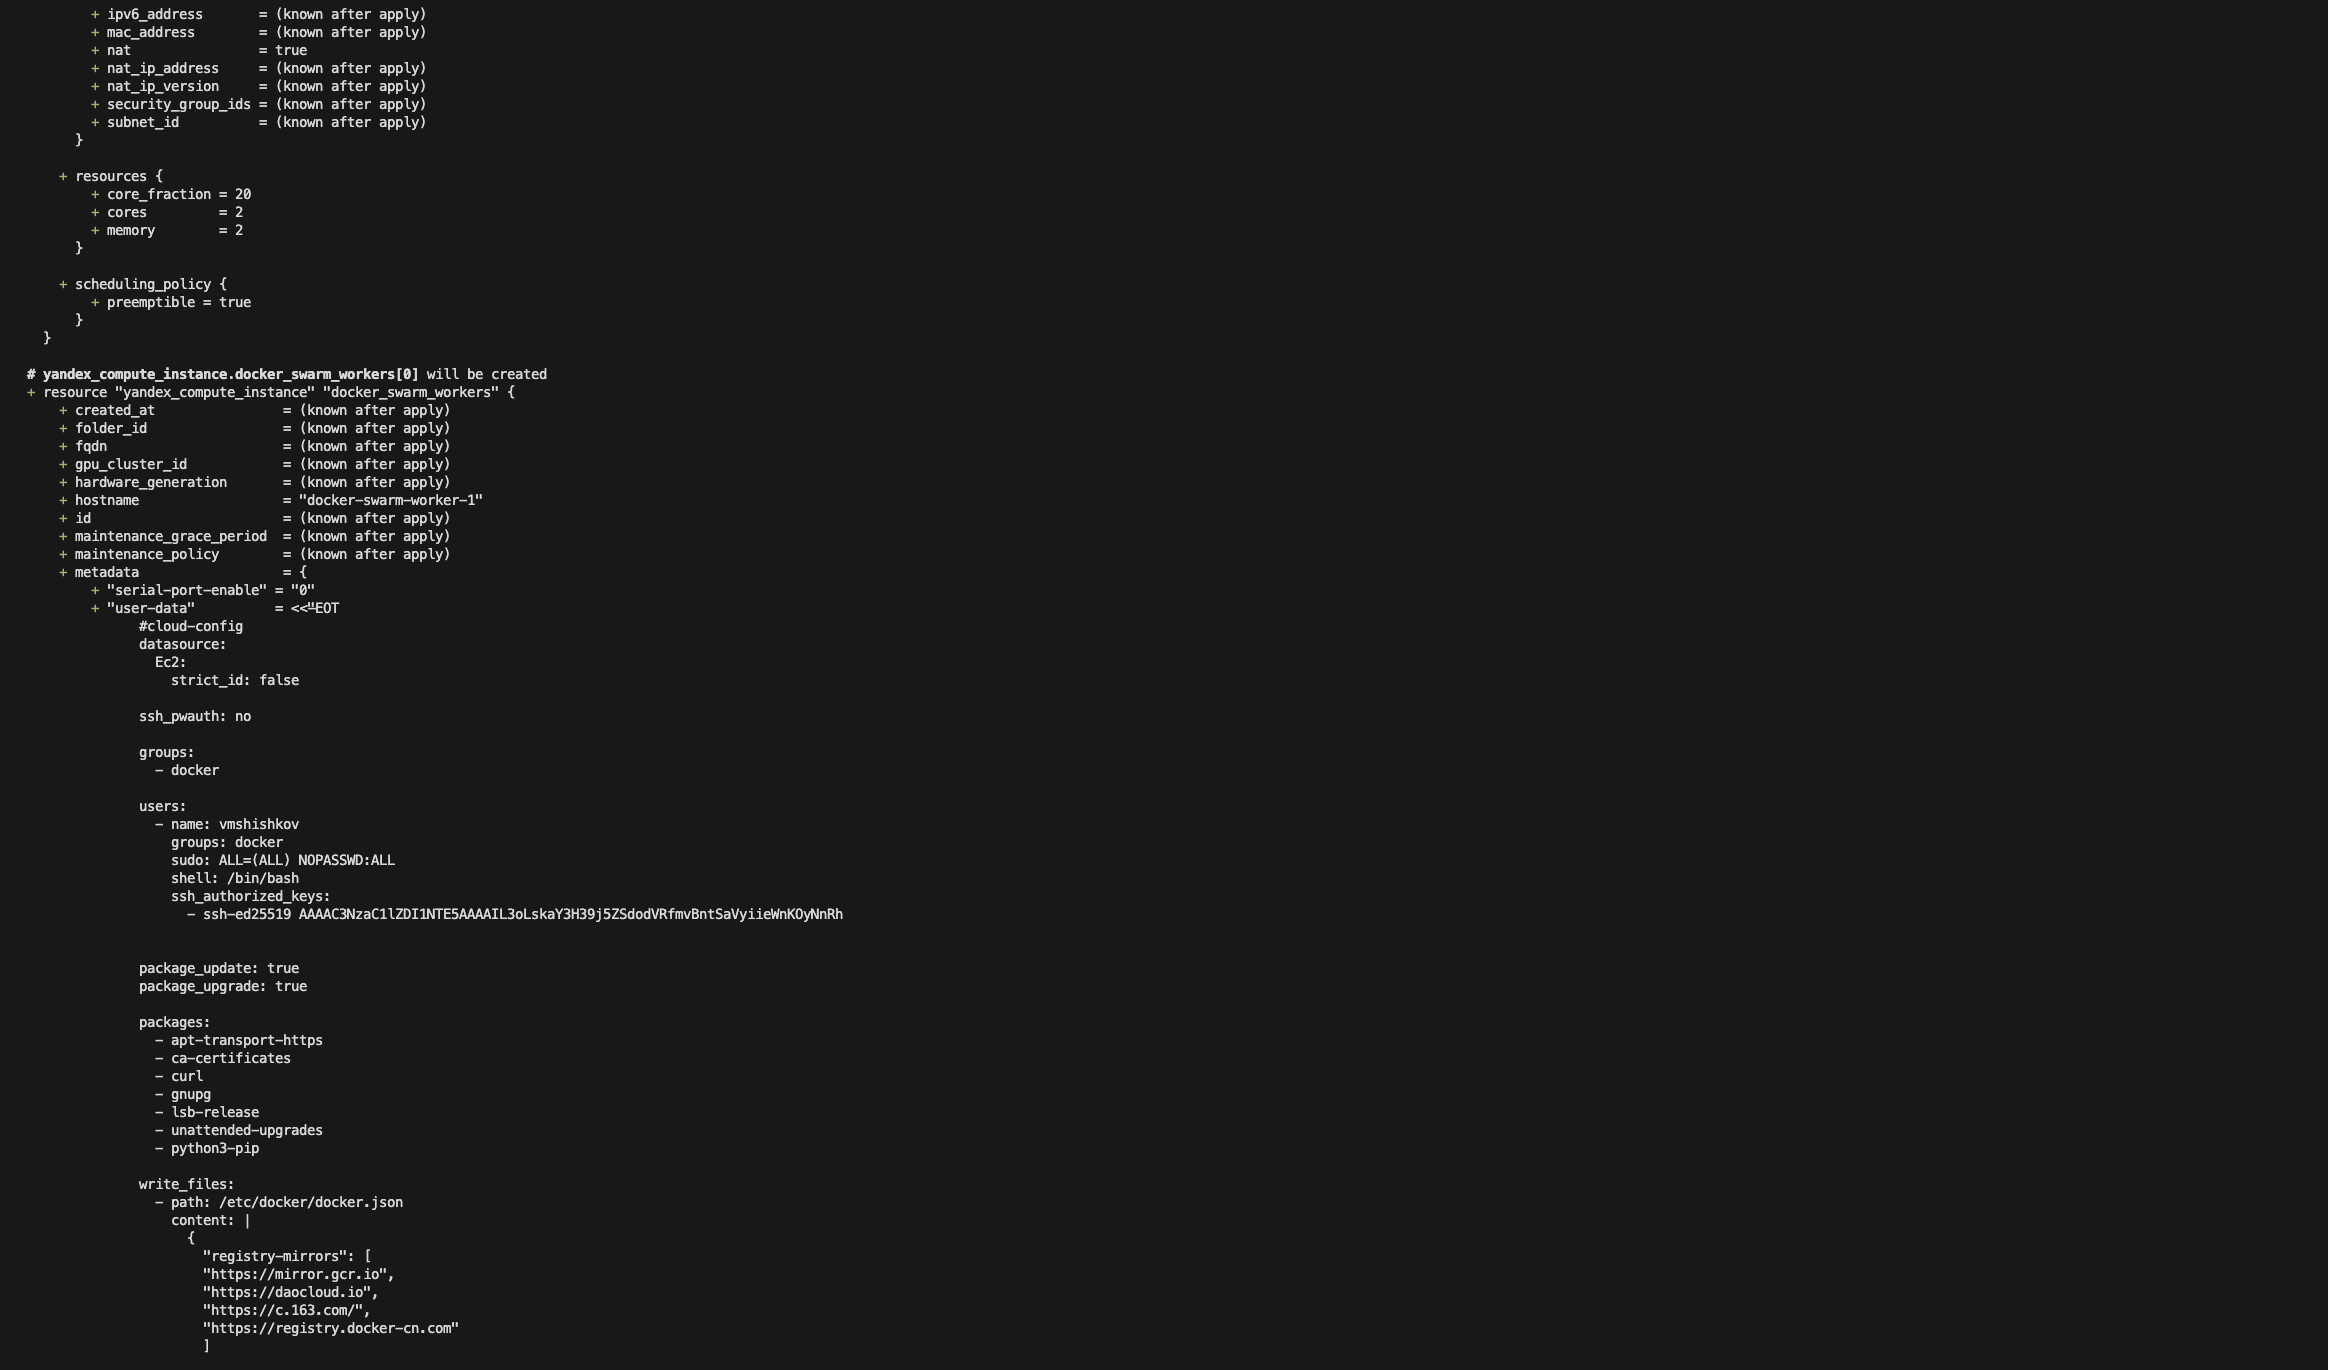 + ipv6_address       = (known after apply)
+ mac_address        = (known after apply)
+ nat                = true
+ nat_ip_address     = (known after apply)
+ nat_ip_version     = (known after apply)
+ security_group_ids = (known after apply)
+ subnet_id          = (known after apply)
}
+ resources {
+ core_fraction = 20
+ cores         = 2
+ memory        = 2
}
+ scheduling_policy {
+ preemptible = true
}
}
# yandex_compute_instance.docker_swarm_workers[0] will be created
+ resource "yandex_compute_instance" "docker_swarm_workers" {
+ created_at                = (known after apply)
+ folder_id                 = (known after apply)
+ fqdn                      = (known after apply)
+ gpu_cluster_id            = (known after apply)
+ hardware_generation       = (known after apply)
+ hostname                  = "docker-swarm-worker-1"
+ id                        = (known after apply)
+ maintenance_grace_period  = (known after apply)
+ maintenance_policy        = (known after apply)
+ metadata                  = {
+ "serial-port-enable" = "0"
+ "user-data"          = <<-EOT
#cloud-config
datasource:
Ec2:
strict_id: false
ssh_pwauth: no
groups:
- docker
users:
- name: vmshishkov
groups: docker
sudo: ALL=(ALL) NOPASSWD:ALL
shell: /bin/bash
ssh_authorized_keys:
- ssh-ed25519 AAAAC3NzaC1lZDI1NTE5AAAAIL3oLskaY3H39j5ZSdodVRfmvBntSaVyiieWnKOyNnRh
package_update: true
package_upgrade: true
packages:
- apt-transport-https
- ca-certificates
- curl
- gnupg
- lsb-release
- unattended-upgrades
- python3-pip
write_files:
- path: /etc/docker/docker.json
content: |
{
"registry-mirrors": [
"https://mirror.gcr.io",
"https://daocloud.io",
"https://c.163.com/",
"https://registry.docker-cn.com"
]